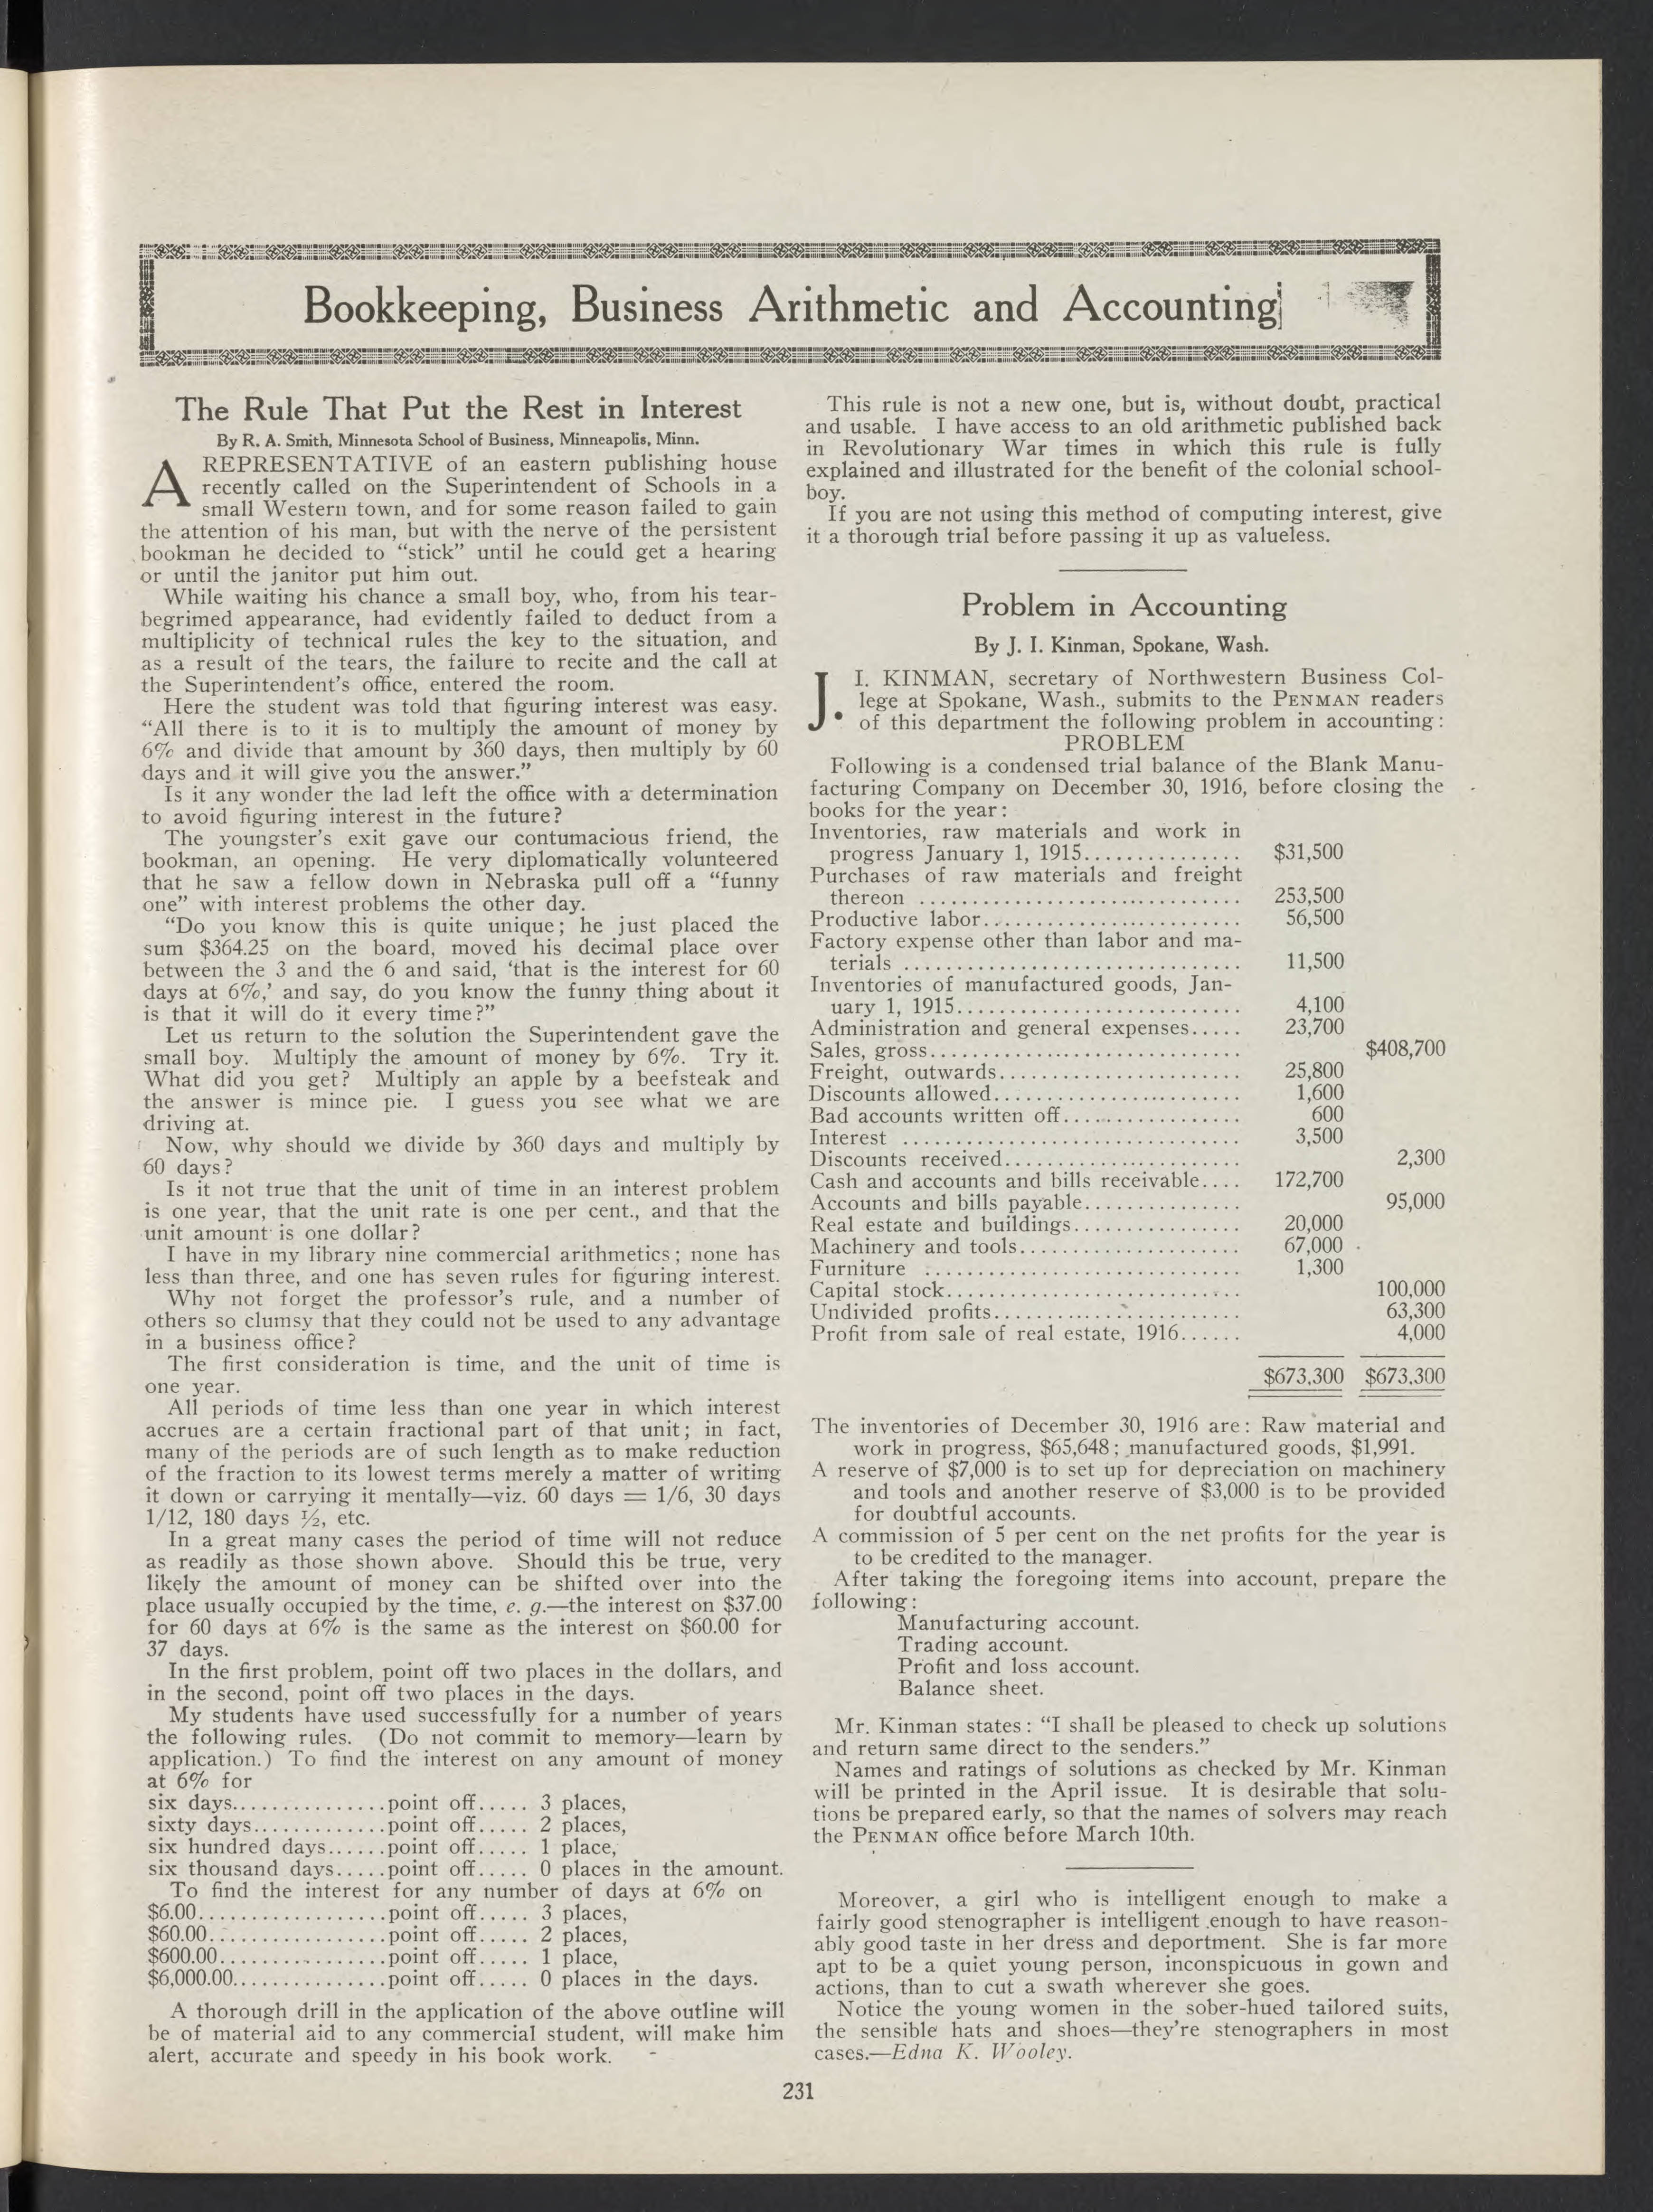 Bookkeeping, Business Arithmetic and Accounting
The Rule That Put the Rest in Interest
By R. A. Smith, Minnesota School of Business, Minneapolis, Minn.
A REPRESENTATIVE of an eastern publishing house
recently called on the Superintendent of Schools in a
small Western town, and for some reason failed to gain
the attention of his man, but with the nerve of the persistent
bookman he decided to “stick” until he could get a hearing
or until the janitor put him out.
While waiting his chance a small boy, who, from his tear-
begrimed appearance, had evidently failed to deduct from a
multiplicity of technical rules the key to the situation, and
as a result of the tears, the failure to recite and the call at
the Superintendent's office, entered the room.
Here the student was told that figuring interest was easy.
“All there is to it is to multiply the amount of money by
6% and divide that amount by 360 days, then multiply by 60
days and it will give you the answer.”
Is it any wonder the lad left the office with a determination
to avoid figuring interest in the future?
The youngster's exit gave our contumacious friend, the
bookman, an opening. He very diplomatically volunteered
that he saw a fellow down in Nebraska pull off a “funny
one” with interest problems the other day.
“Do you know this is quite unique; he just placed the
sum $364.25 on the board, moved his decimal place over
between the 3 and the 6 and said, ‘that is the interest for 60
days at 6%,’ and say, do you know the funny thing about it
is that it will do it every time?”
Let us return to the solution the Superintendent gave the
small boy. Multiply the amount of money by 6%. Try it.
What did you get? Multiply an apple by a beefsteak and
the answer is mince pie. I guess you see what we are
driving at.
Now, why should we divide by 360 days and multiply by
60 days?
Is it not true that the unit of time in an interest problem
is one year, that the unit rate is one per cent., and that the
unit amount is one dollar?
I have in my library nine commercial arithmetics; none has
less than three, and one has seven rules for figuring interest.
Why not forget the professor's rule, and a number of
others so clumsy that they could not be used to any advantage
in a business office?
The first consideration is time, and the unit of time is
one year.
All periods of time less than one year in which interest
accrues are a certain fractional part of that unit; in fact,
many of the periods are of such length as to make reduction
of the fraction to its lowest terms merely a matter of writing
it down or carrying it mentally—viz. 60 days = 1/6, 30 days
1/12, 180 days ½, etc.
In a great many cases the period of time will not reduce
as readily as those shown above. Should this be true, very
likely the amount of money can be shifted over into the
place usually occupied by the time, e. g.—the interest on $37.00
for 60 days at 6% is the same as the interest on $60.00 for
37 days.
In the first problem, point off two places in the dollars, and
in the second, point off two places in the days.
My students have used successfully for a number of years
the following rules. (Do not commit to memory—learn by
application.) To find the interest on any amount of money
at 6% for
six days...............point off..... 3 places,
sixty days.............point off..... 2 places,
six hundred days......point off..... 1 place,
six thousand days.....point off..... 0 places in the amount.
To find the interest for any number of days at 6% on
$6.00..................point off..... 3 places,
$60.00.................point off..... 2 places,
$600.00................point off..... 1 place,
$6,000.00..............point off..... 0 places in the days.
A thorough drill in the application of the above outline will
be of material aid to any commercial student, will make him
alert, accurate and speedy in his book work.
This rule is not a new one, but is, without doubt, practical
and usable. I have access to an old arithmetic published back
in Revolutionary War times in which this rule is fully
explained and illustrated for the benefit of the colonial school-
boy.
If you are not using this method of computing interest, give
it a thorough trial before passing it up as valueless.
Problem in Accounting
By J. I. Kinman, Spokane, Wash.
J. I. KINMAN, secretary of Northwestern Business Col-
lege at Spokane, Wash., submits to the PENMAN readers
of this department the following problem in accounting:
PROBLEM
Following is a condensed trial balance of the Blank Manu-
facturing Company on December 30, 1916, before closing the
books for the year:
Inventories, raw materials and work in
progress January 1, 1915............... $31,500
Purchases of raw materials and freight
thereon ............................... 253,500
Productive labor........................ 56,500
Factory expense other than labor and ma-
terials ................................ 11,500
Inventories of manufactured goods, Jan-
uary 1, 1915........................... 4,100
Administration and general expenses..... 23,700
Sales, gross.............................. $408,700
Freight, outwards....................... 25,800
Discounts allowed....................... 1,600
Bad accounts written off................. 600
Interest ................................ 3,500
Discounts received....................... 2,300
Cash and accounts and bills receivable.... 172,700
Accounts and bills payable............... 95,000
Real estate and buildings................ 20,000
Machinery and tools..................... 67,000
Furniture .............................. 1,300
Capital stock............................ 100,000
Undivided profits........................ 63,300
Profit from sale of real estate, 1916...... 4,000
$673,300 $673,300
The inventories of December 30, 1916 are: Raw material and
work in progress, $65,648; manufactured goods, $1,991.
A reserve of $7,000 is to set up for depreciation on machinery
and tools and another reserve of $3,000 is to be provided
for doubtful accounts.
A commission of 5 per cent on the net profits for the year is
to be credited to the manager.
After taking the foregoing items into account, prepare the
following:
Manufacturing account.
Trading account.
Profit and loss account.
Balance sheet.
Mr. Kinman states: “I shall be pleased to check up solutions
and return same direct to the senders.”
Names and ratings of solutions as checked by Mr. Kinman
will be printed in the April issue. It is desirable that solu-
tions be prepared early, so that the names of solvers may reach
the PENMAN office before March 10th.
Moreover, a girl who is intelligent enough to make a
fairly good stenographer is intelligent enough to have reason-
ably good taste in her dress and deportment. She is far more
apt to be a quiet young person, inconspicuous in gown and
actions, than to cut a swath wherever she goes.
Notice the young women in the sober-hued tailored suits,
the sensible hats and shoes—they're stenographers in most
cases.—Edna K. Wooley.
231